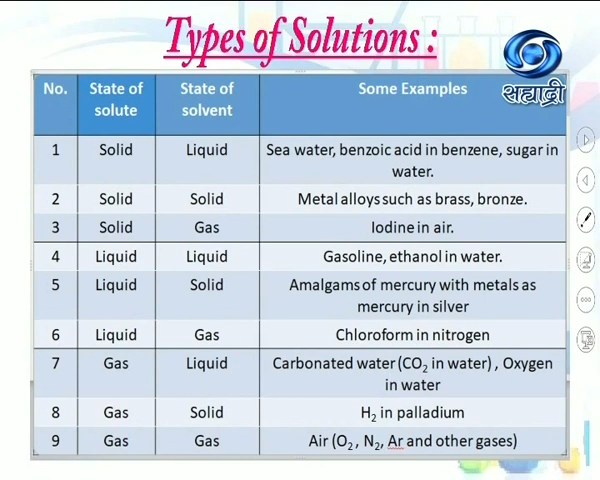 Types of Solutions :
सह्याद्री
No. State of solute State of solvent Some Examples
1 Solid Liquid Sea water, benzoic acid in benzene, sugar in water.
2 Solid Solid Metal alloys such as brass, bronze.
3 Solid Gas Iodine in air.
4 Liquid Liquid Gasoline, ethanol in water.
5 Liquid Solid Amalgams of mercury with metals as mercury in silver
6 Liquid Gas Chloroform in nitrogen
7 Gas Liquid Carbonated water (CO₂ in water) , Oxygen in water
8 Gas Solid H₂ in palladium
9 Gas Gas Air (O₂ , N₂, Ar and other gases)